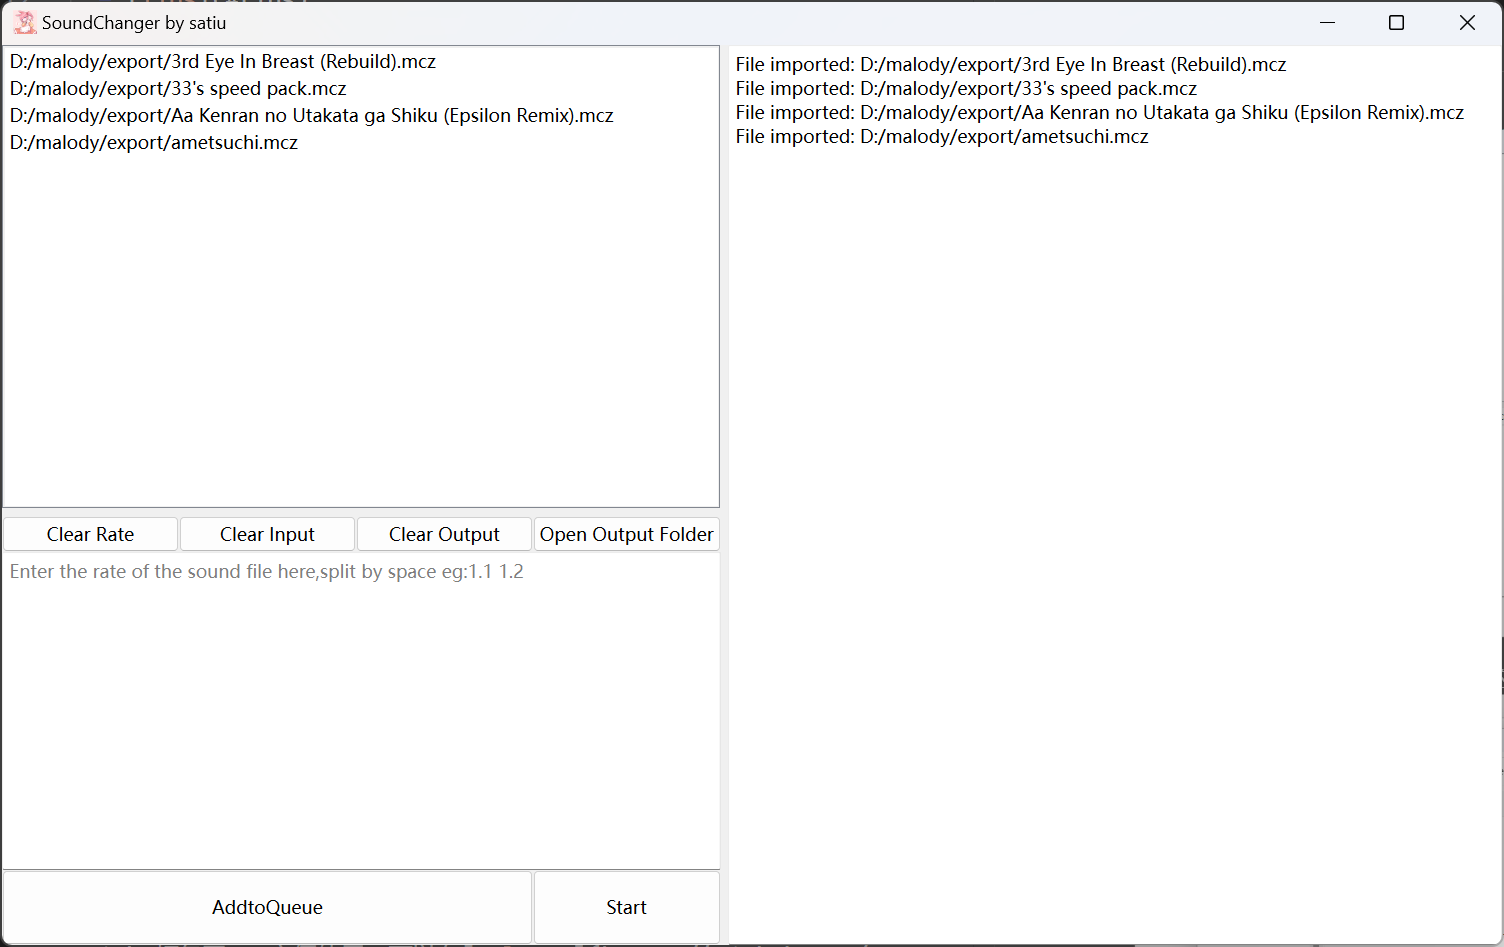 SoundChanger by satiu
D:/malody/export/3rd Eye In Breast (Rebuild).mcz
D:/malody/export/33's speed pack.mcz
D:/malody/export/Aa Kenran no Utakata ga Shiku (Epsilon Remix).mcz
D:/malody/export/ametsuchi.mcz
Clear Rate
Clear Input
Clear Output
Open Output Folder
Enter the rate of the sound file here,split by space eg:1.1 1.2
AddtoQueue
Start
File imported: D:/malody/export/3rd Eye In Breast (Rebuild).mcz
File imported: D:/malody/export/33's speed pack.mcz
File imported: D:/malody/export/Aa Kenran no Utakata ga Shiku (Epsilon Remix).mcz
File imported: D:/malody/export/ametsuchi.mcz